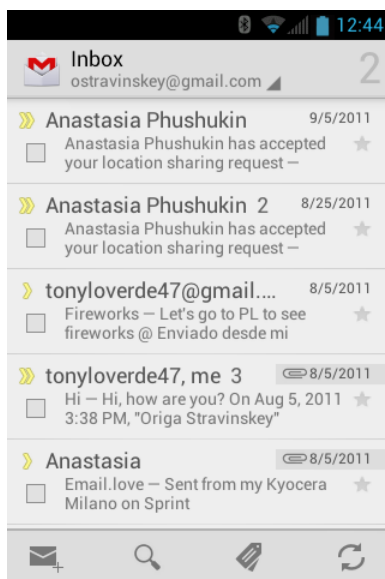 12:44
Inbox
ostravinskey@gmail.com
2
Anastasia Phushukin 9/5/2011
Anastasia Phushukin has accepted
your location sharing request —
Anastasia Phushukin 2 8/25/2011
Anastasia Phushukin has accepted
your location sharing request —
tonyloverde47@gmail.... 8/5/2011
Fireworks — Let's go to PL to see
fireworks @ Enviado desde mi
tonyloverde47, me 3 8/5/2011
Hi — Hi, how are you? On Aug 5, 2011
3:38 PM, "Origa Stravinskey"
Anastasia 8/5/2011
Email.love — Sent from my Kyocera
Milano on Sprint